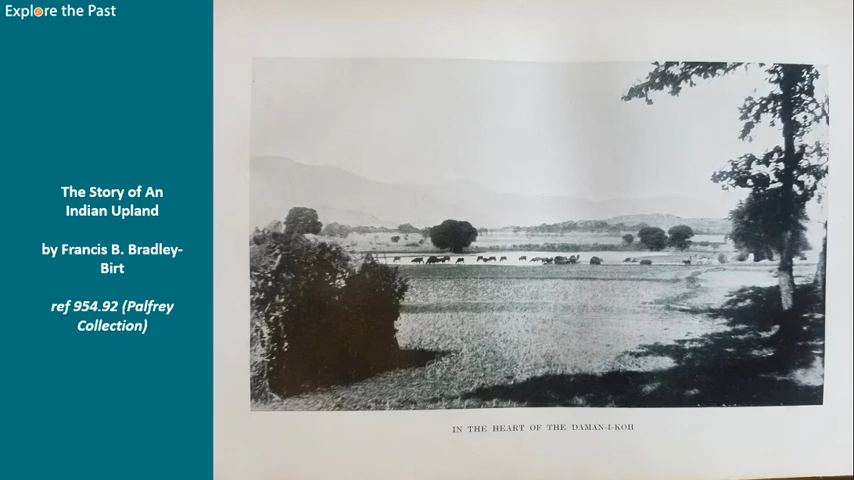 Explore the Past
The Story of An
Indian Upland
by Francis B. Bradley-
Birt
ref 954.92 (Palfrey
Collection)
IN THE HEART OF THE DAMAN-I-KOH